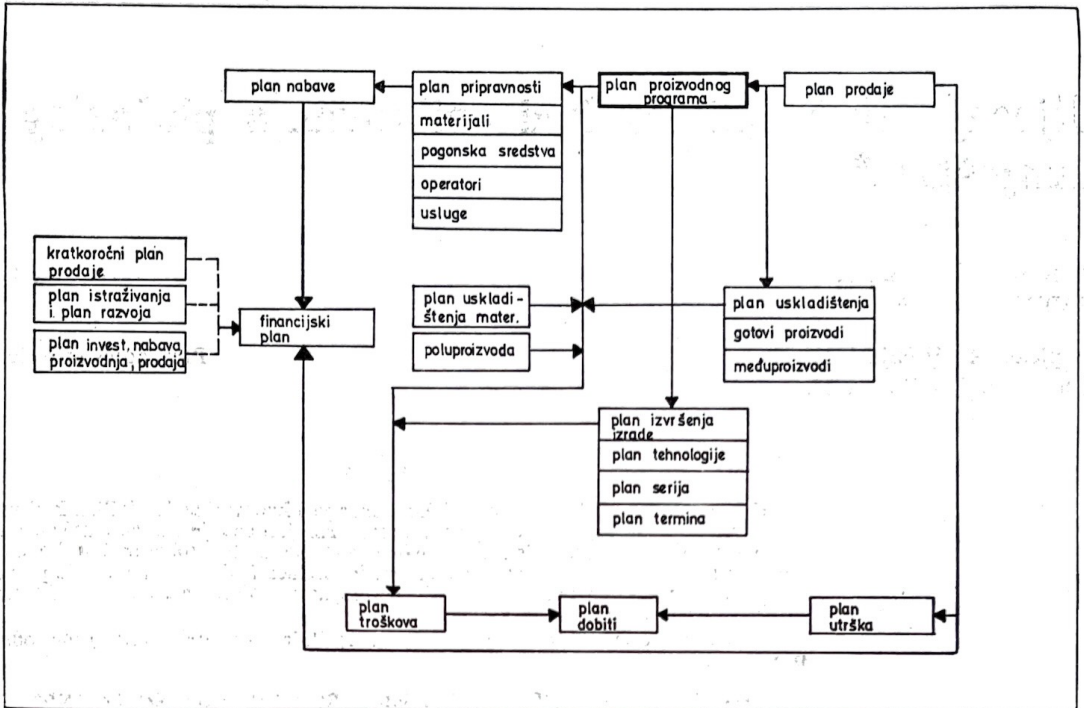 plan nabave
plan pripravnosti
materijali
pogonska sredstva
operatori
usluge
plan proizvodnog
programa
plan prodaje
kratkoročni plan
prodaje
plan istraživanja
i. plan razvoja
plan invest, nabava,
proizvodnja, prodaja
financijski
plan
plan uskladi-
štenja mater.
poluproizvoda
plan uskladištenja
gotovi proizvodi
međuproizvodi
plan izvršenja
izrade
plan tehnologije
plan serija
plan termina
plan
troškova
plan
dobiti
plan
utrška